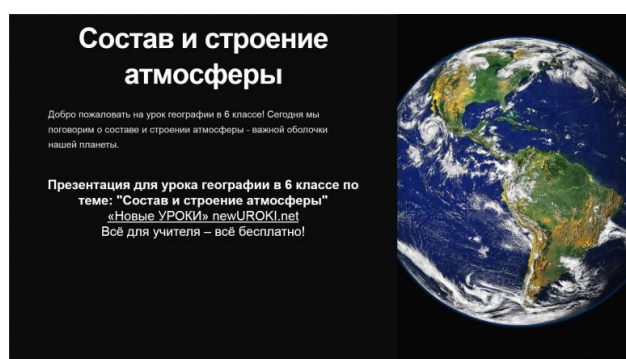 Состав и строение
атмосферы
Добро пожаловать на урок географии в 6 классе! Сегодня мы
поговорим о составе и строении атмосферы - важной оболочки
нашей планеты.
Презентация для урока географии в 6 классе по
теме: "Состав и строение атмосферы"
«Новые УРОКИ» newUROKI.net
Всё для учителя – всё бесплатно!